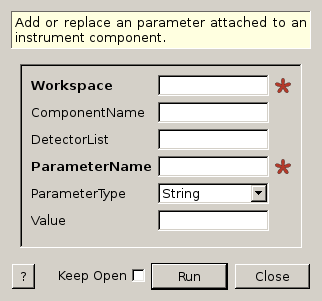 Add or replace an parameter attached to an
instrument component.
Workspace
ComponentName
DetectorList
ParameterName
ParameterType String
Value
? Keep Open Run Close